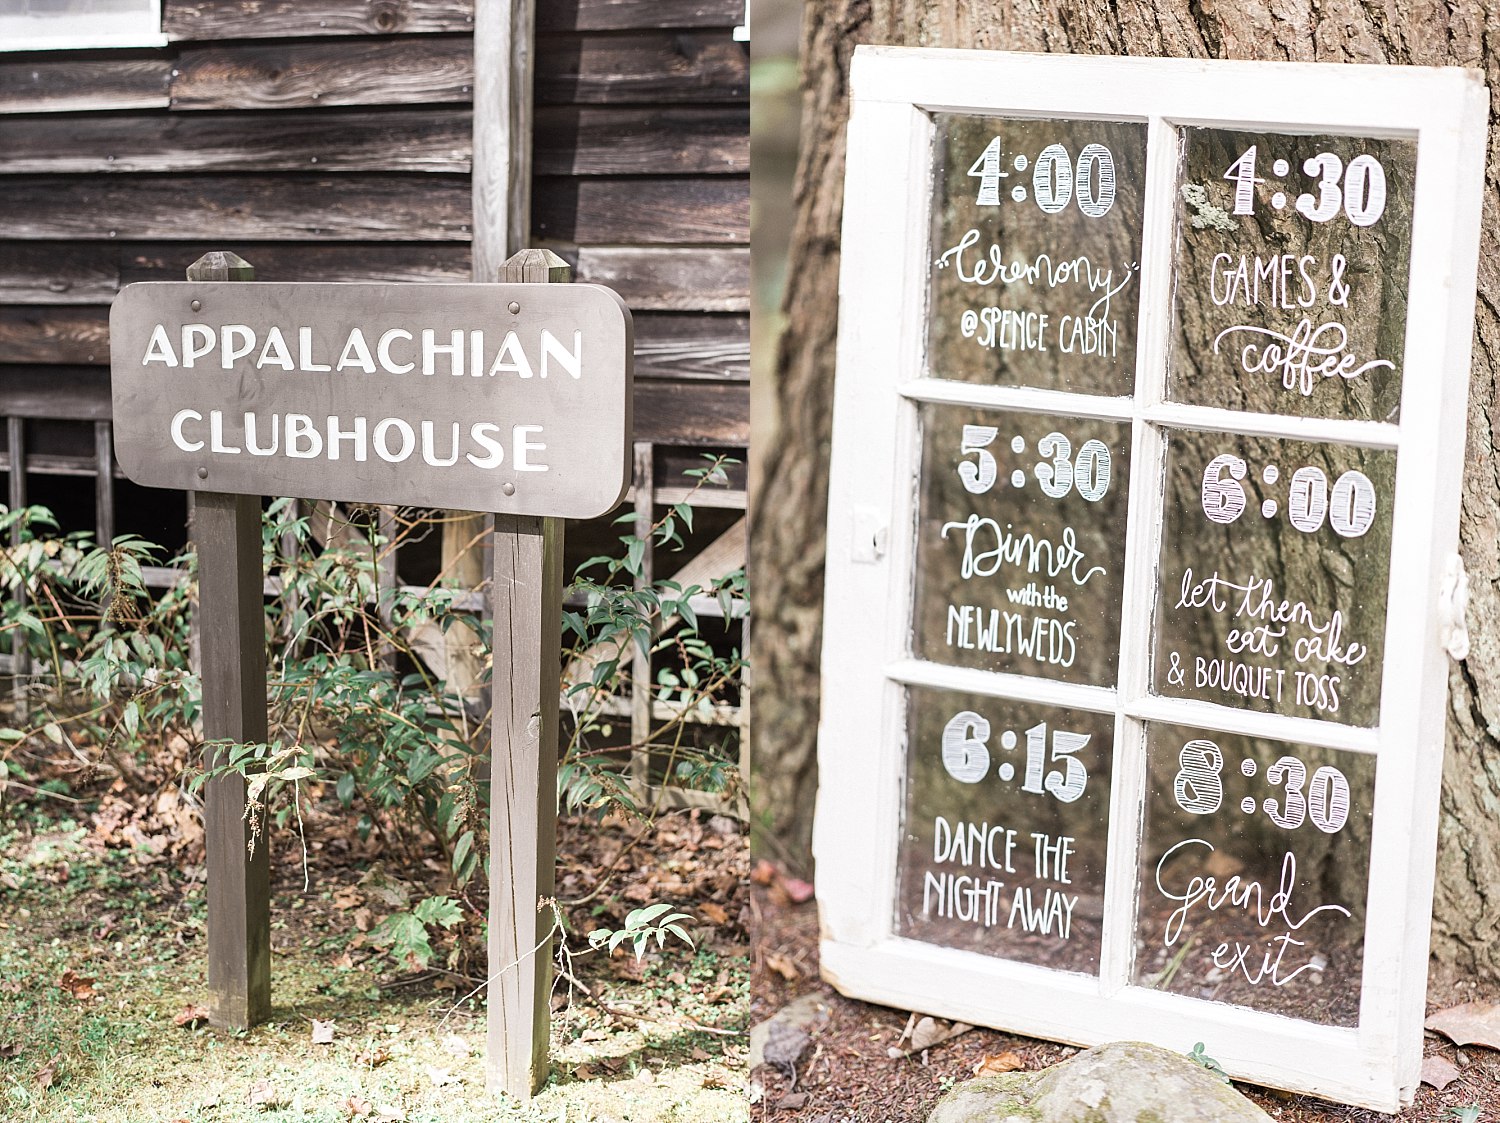 APPALACHIAN
CLUBHOUSE
4:00
Ceremony
@SPENCE CABIN
4:30
GAMES &
coffee
5:30
Dinner
with the
NEWLYWEDS
6:00
let them
eat cake
& BOUQUET TOSS
6:15
DANCE THE
NIGHT AWAY
8:30
Grand
exit